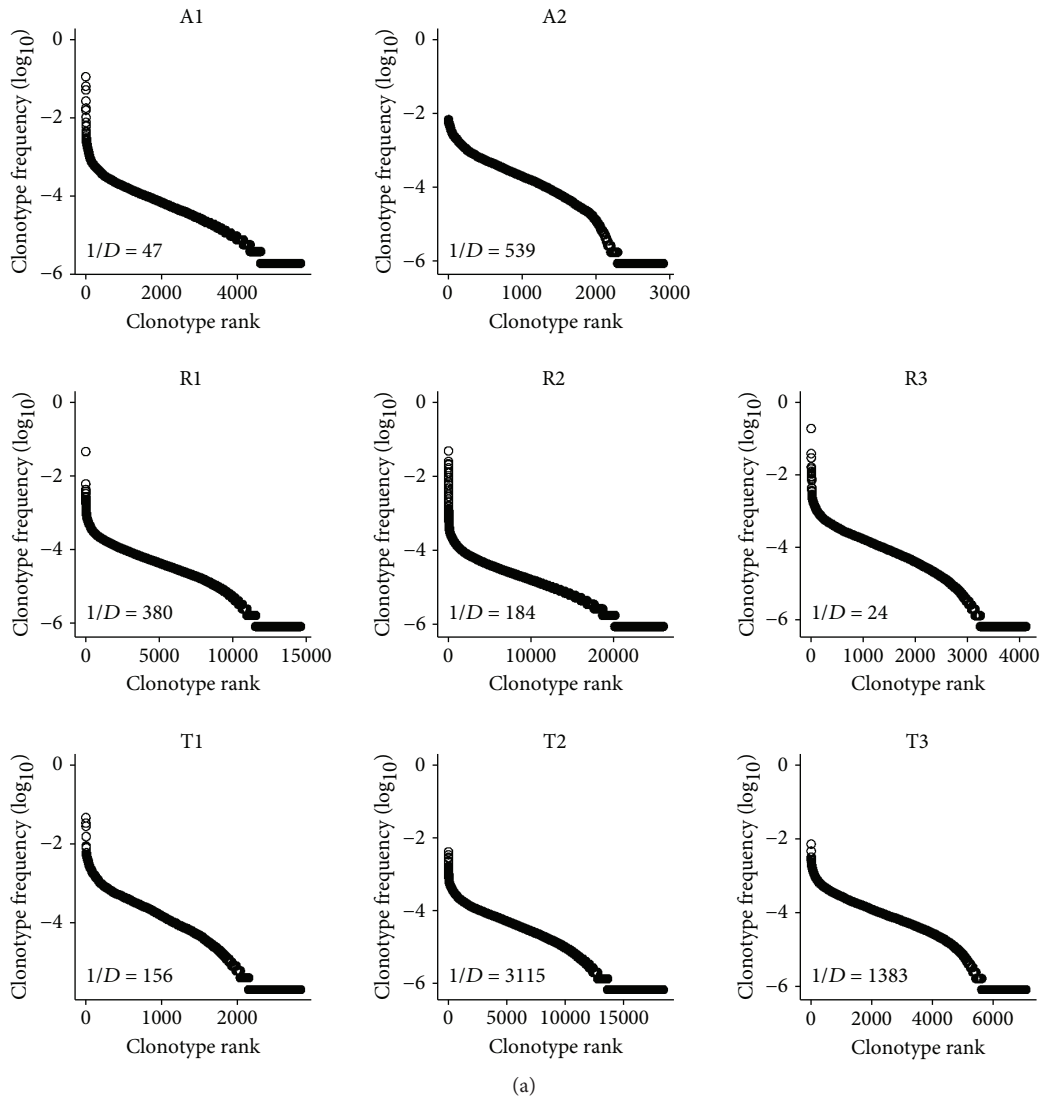 A1
Clonotype frequency (log10)
0
−2
−4
−6
1/D = 47
0 2000 4000
Clonotype rank
A2
Clonotype frequency (log10)
0
−2
−4
−6
1/D = 539
0 1000 2000 3000
Clonotype rank
R1
Clonotype frequency (log10)
0
−2
−4
−6
1/D = 380
0 5000 10000 15000
Clonotype rank
R2
Clonotype frequency (log10)
0
−2
−4
−6
1/D = 184
0 10000 20000
Clonotype rank
R3
Clonotype frequency (log10)
0
−2
−4
−6
1/D = 24
0 1000 2000 3000 4000
Clonotype rank
T1
Clonotype frequency (log10)
0
−2
−4
1/D = 156
0 1000 2000
Clonotype rank
T2
Clonotype frequency (log10)
0
−2
−4
−6
1/D = 3115
0 5000 10000 15000
Clonotype rank
T3
Clonotype frequency (log10)
0
−2
−4
−6
1/D = 1383
0 2000 4000 6000
Clonotype rank
(a)